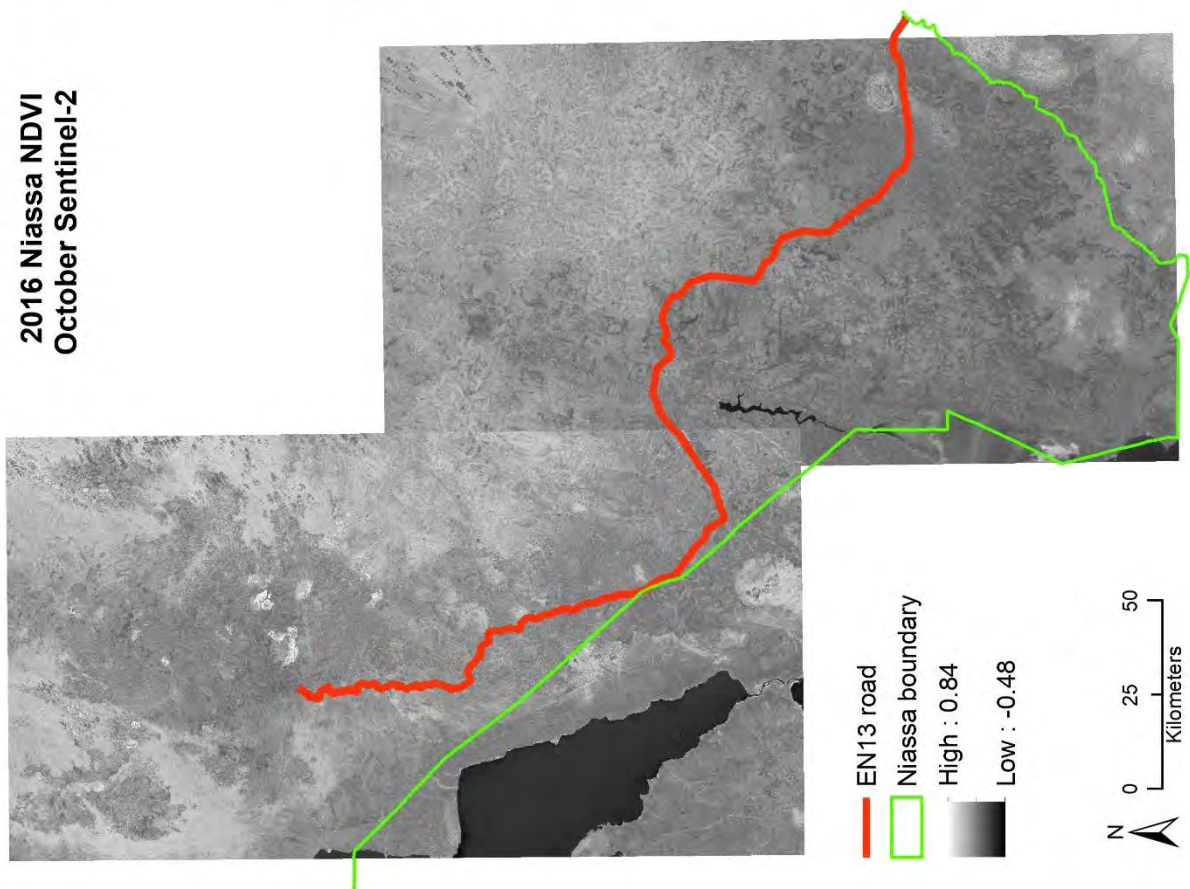 2016 Niassa NDVI
October Sentinel-2
EN13 road
Niassa boundary
High : 0.84
Low : -0.48
N
0 25 50
Kilometers